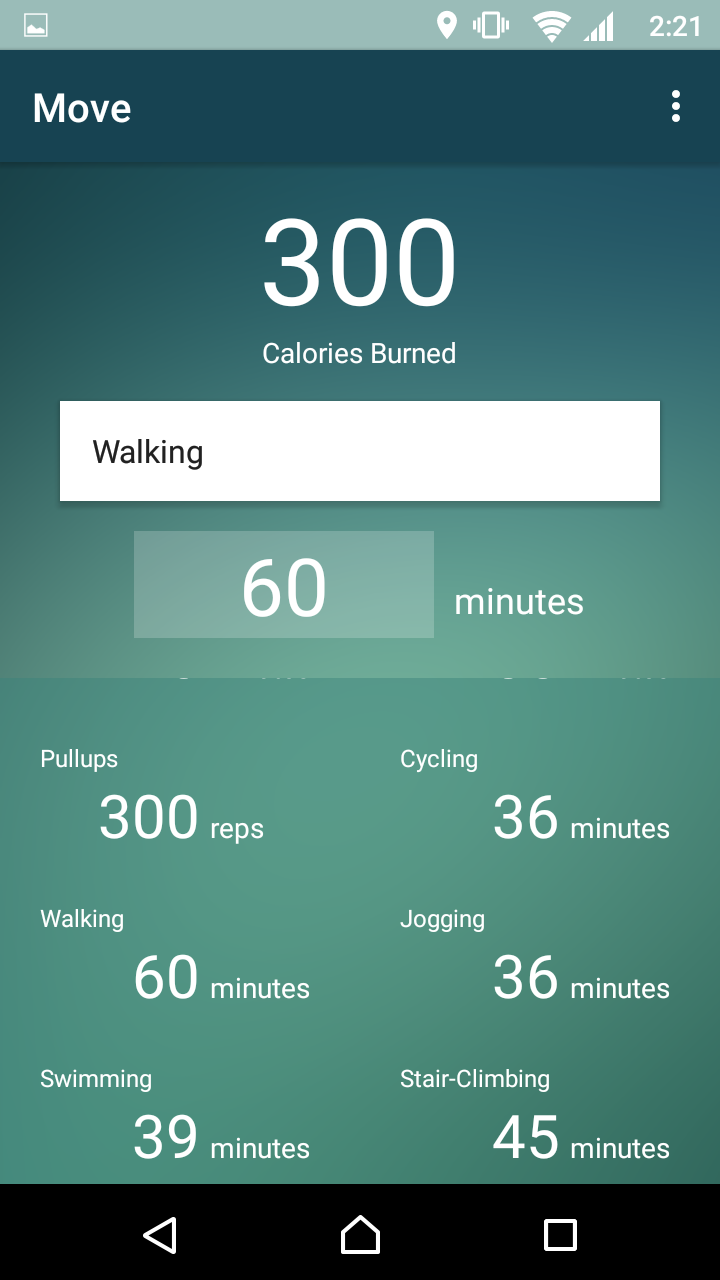 2:21
Move
300
Calories Burned
Walking
60 minutes
Pullups
300 reps
Cycling
36 minutes
Walking
60 minutes
Jogging
36 minutes
Swimming
39 minutes
Stair-Climbing
45 minutes